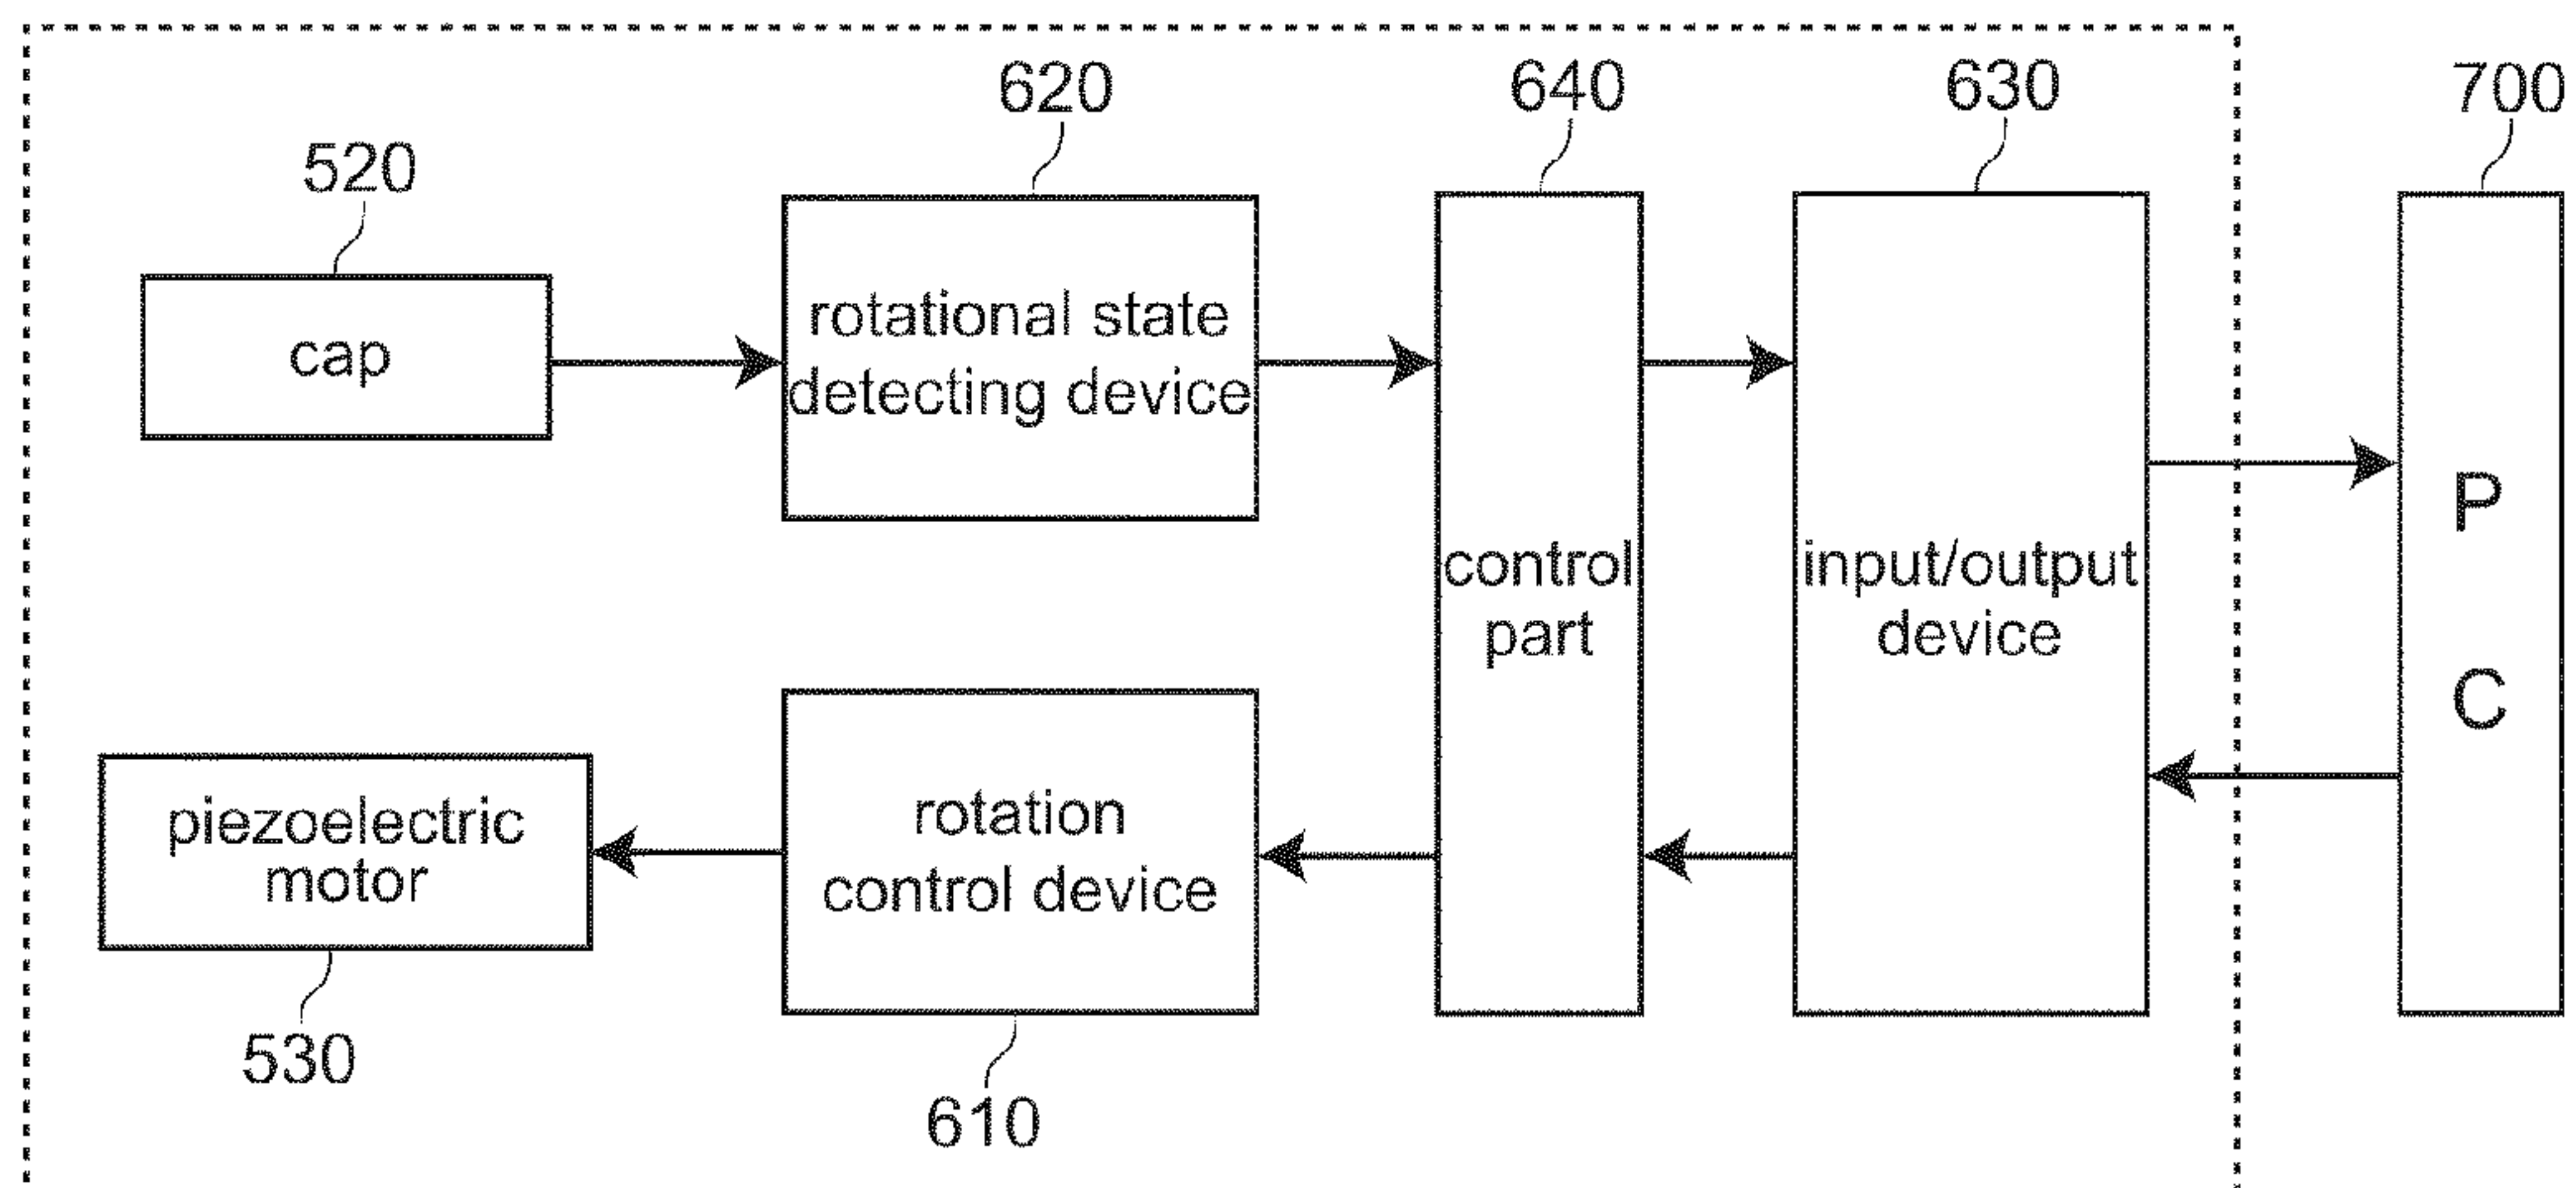 620
640
630
700
520
cap
rotational state
detecting device
control
part
input/output
device
P
C
piezoelectric
motor
rotation
control device
530
610